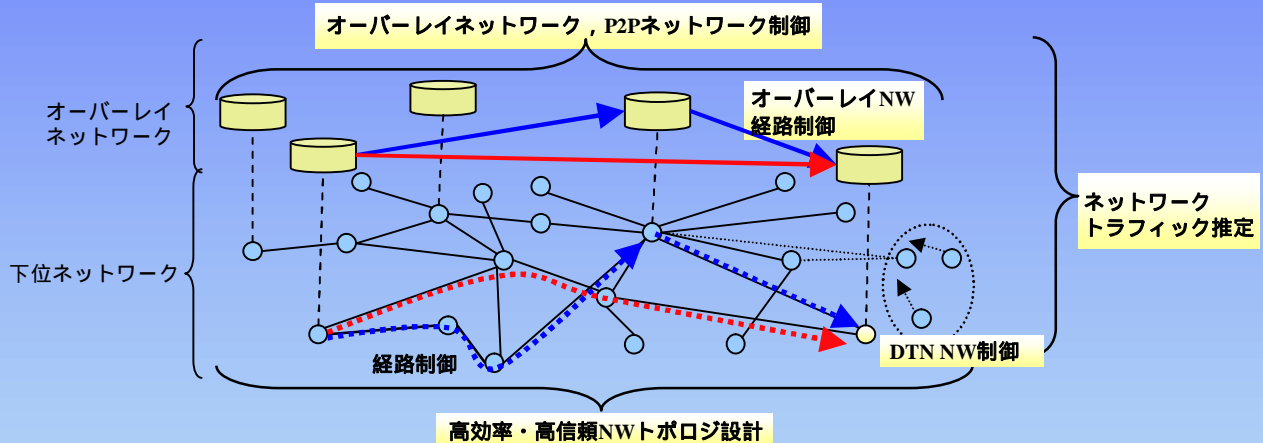 オーバーレイネットワーク , P2Pネットワーク制御
オーバーレイNW
経路制御
オーバーレイ
ネットワーク
ネットワーク
トラフィック推定
下位ネットワーク
DTN NW制御
経路制御
高効率・高信頼NWトポロジ設計